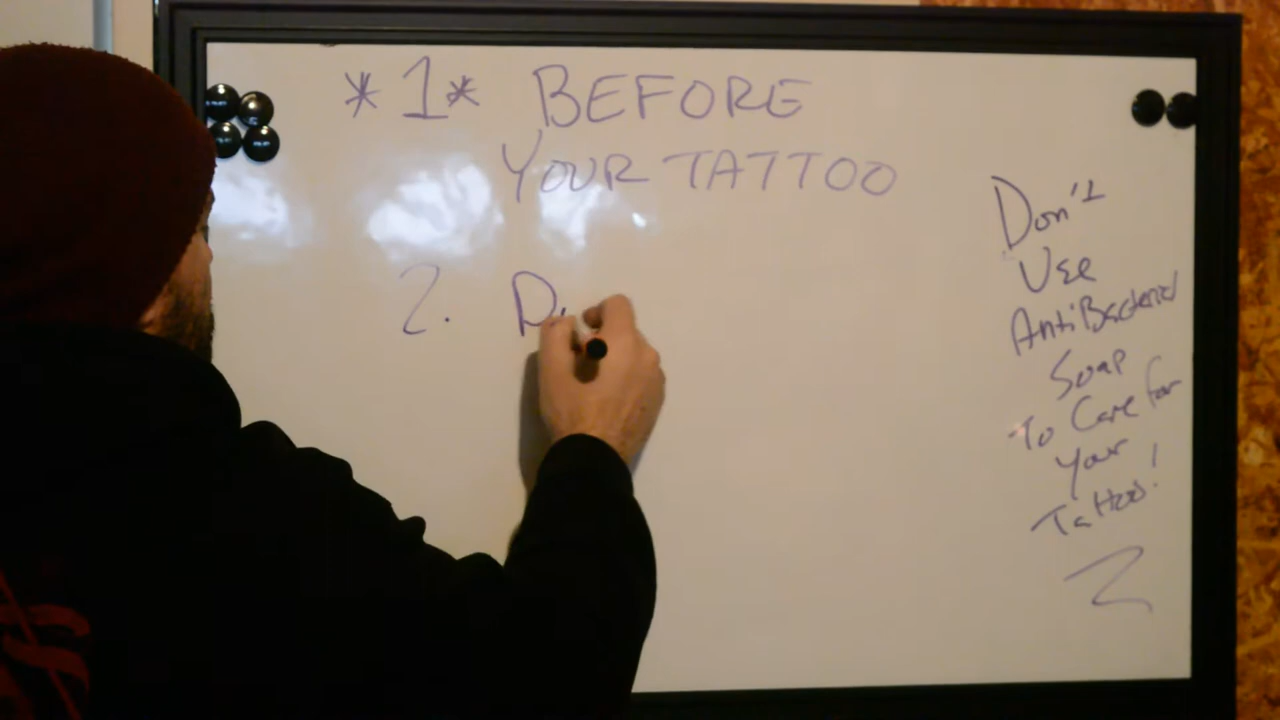 *1* BEFORE
YOUR TATTOO
2. D
Don't
Use
AntiBacterial
Soap
To Care for
Your
Tattoo!